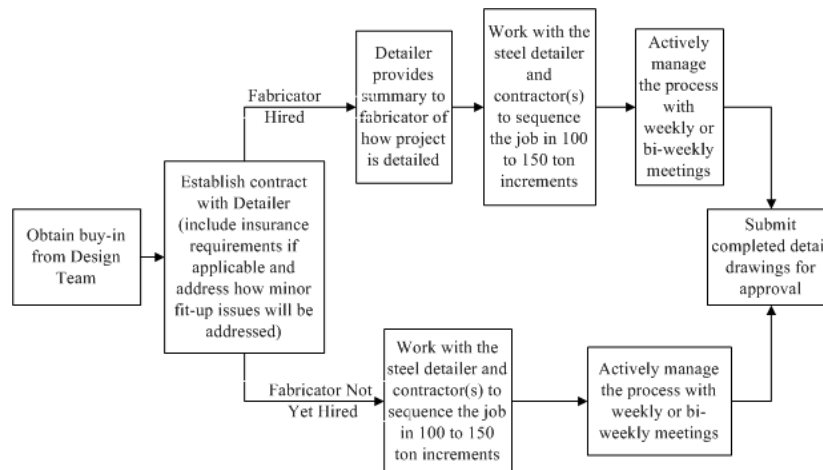 Obtain buy-in
from Design
Team
Establish contract
with Detailer
(include insurance
requirements if
applicable and
address how minor
fit-up issues will be
addressed)
Fabricator
Hired
Detailer
provides
summary to
fabricator of
how project
is detailed
Work with the
steel detailer
and
contractor(s)
to sequence
the job in 100
to 150 ton
increments
Actively
manage
the process
with
weekly or
bi-weekly
meetings
Fabricator Not
Yet Hired
Work with the
steel detailer and
contractor(s) to
sequence the job
in 100 to 150
ton increments
Actively manage
the process with
weekly or bi-
weekly meetings
Submit
completed detail
drawings for
approval